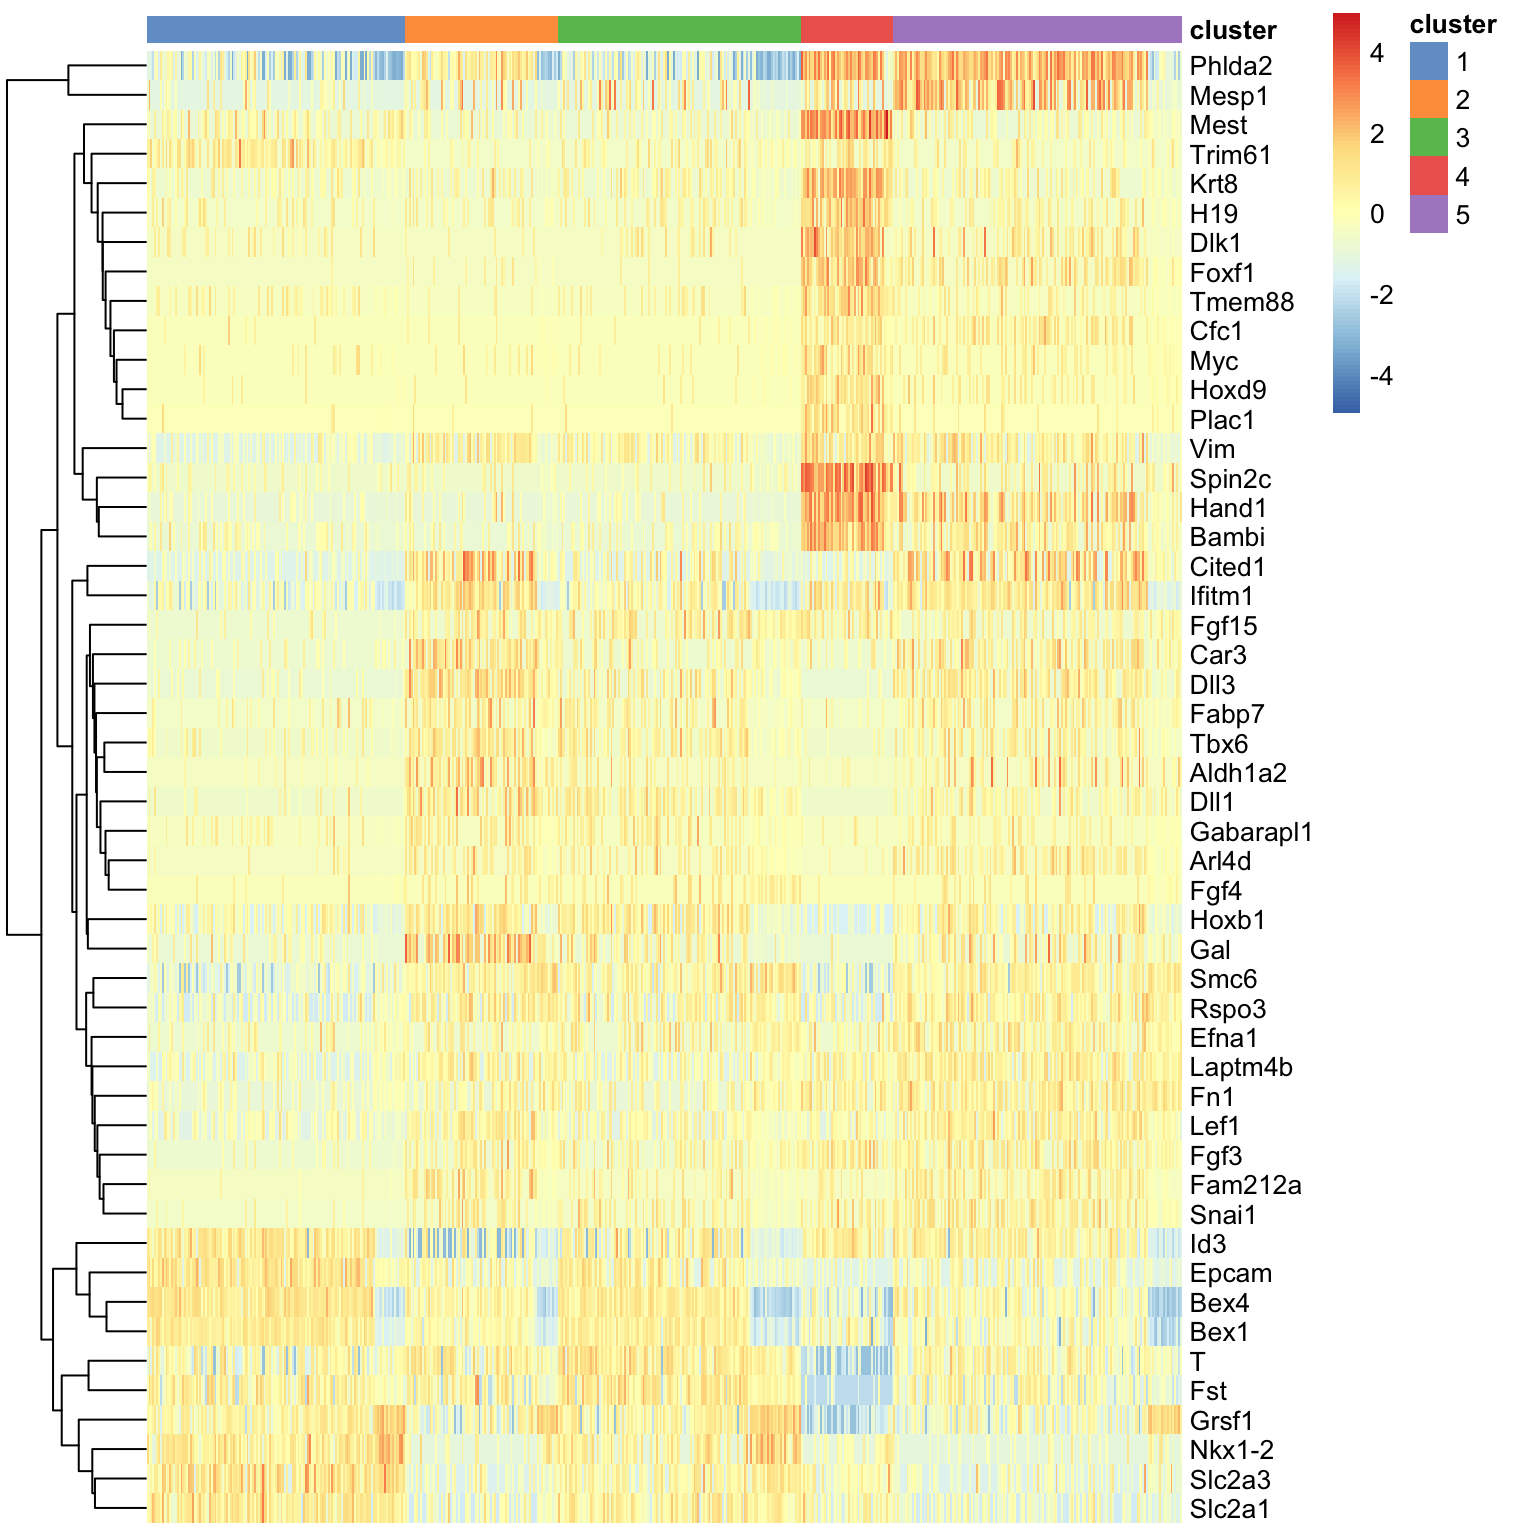 cluster
Phlda2
Mesp1
Mest
Trim61
Krt8
H19
Dlk1
Foxf1
Tmem88
Cfc1
Myc
Hoxd9
Plac1
Vim
Spin2c
Hand1
Bambi
Cited1
Ifitm1
Fgf15
Car3
Dll3
Fabp7
Tbx6
Aldh1a2
Dll1
Gabarapl1
Arl4d
Fgf4
Hoxb1
Gal
Smc6
Rspo3
Efna1
Laptm4b
Fn1
Lef1
Fgf3
Fam212a
Snai1
Id3
Epcam
Bex4
Bex1
T
Fst
Grsf1
Nkx1-2
Slc2a3
Slc2a1
4
2
0
-2
-4
cluster
1
2
3
4
5